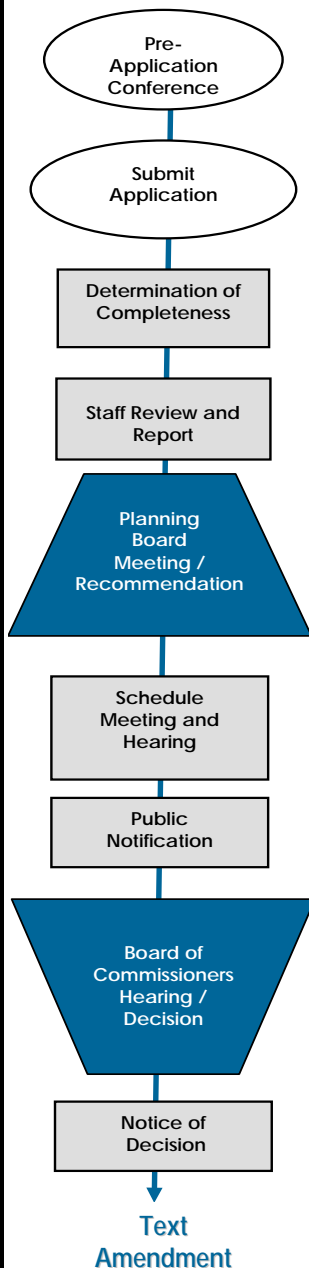 Pre-
Application
Conference
Submit
Application
Determination of
Completeness
Staff Review and
Report
Planning
Board
Meeting /
Recommendation
Schedule
Meeting and
Hearing
Public
Notification
Board of
Commissioners
Hearing /
Decision
Notice of
Decision
Text
Amendment